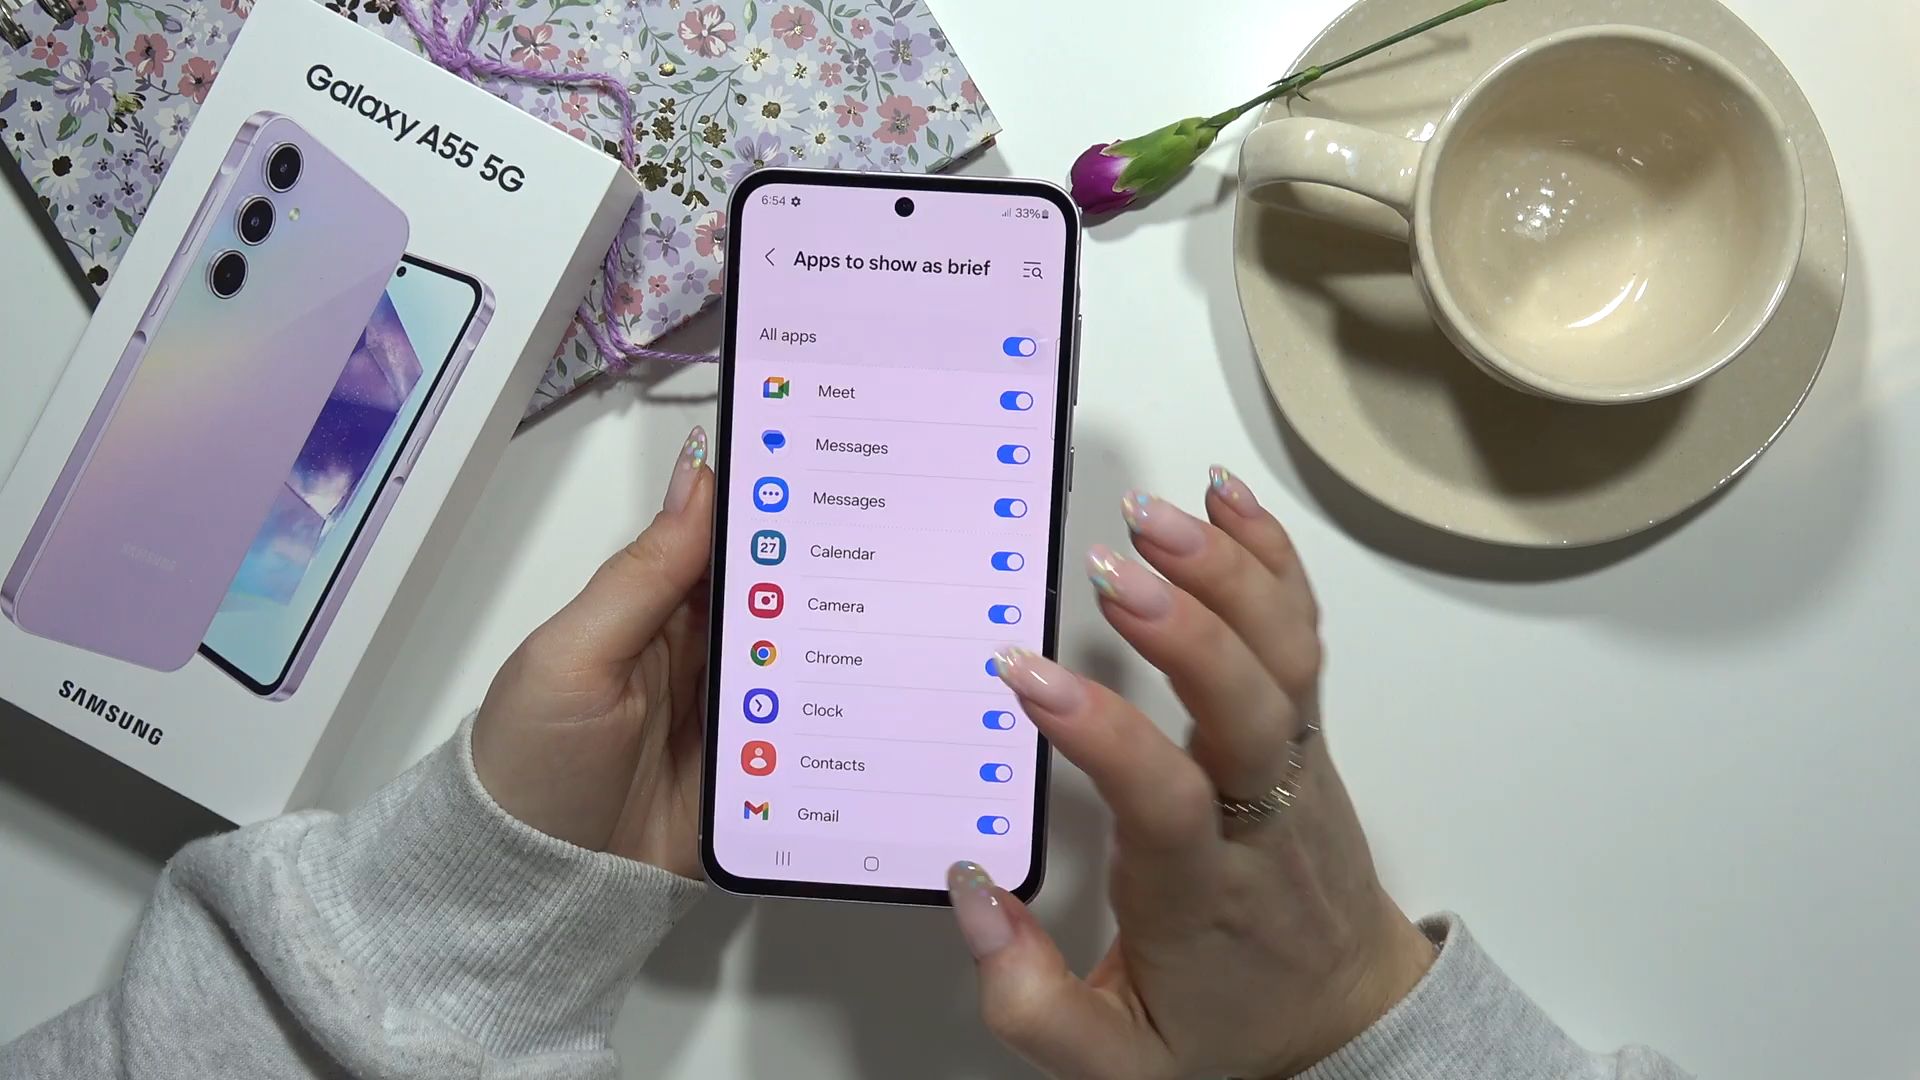 Galaxy A55 5G
SAMSUNG
SAMSUNG
6:54
33%
Apps to show as brief
All apps
Meet
Messages
Messages
27
Calendar
Camera
Chrome
Clock
Contacts
Gmail